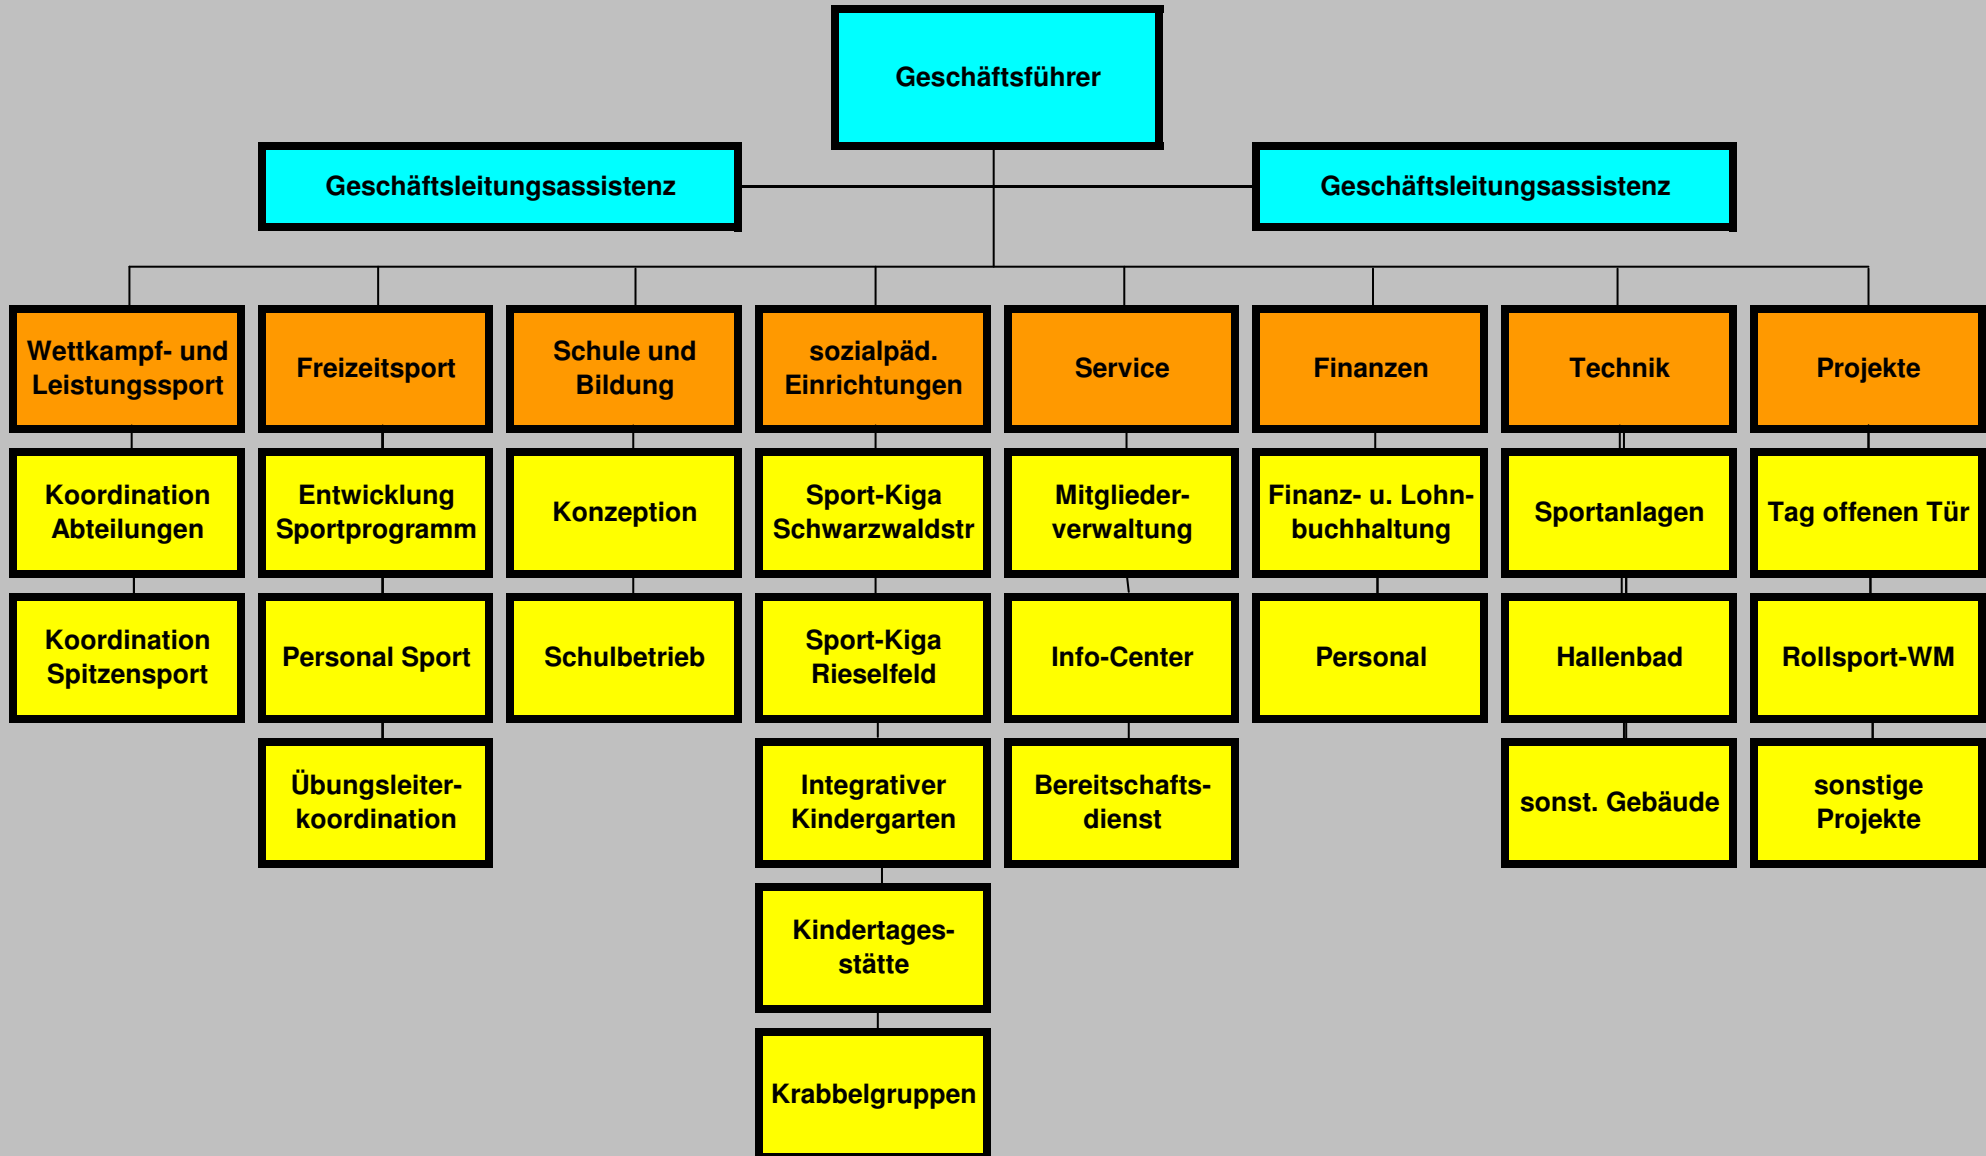 Geschäftsführer
Geschäftsleitungsassistenz
Geschäftsleitungsassistenz
Wettkampf- und
Leistungssport
Freizeitsport
Schule und
Bildung
sozialpäd.
Einrichtungen
Service
Finanzen
Technik
Projekte
Koordination
Abteilungen
Entwicklung
Sportprogramm
Konzeption
Sport-Kiga
Schwarzwaldstr
Mitglieder-
verwaltung
Finanz- u. Lohn-
buchhaltung
Sportanlagen
Tag offenen Tür
Koordination
Spitzensport
Personal Sport
Schulbetrieb
Sport-Kiga
Rieselfeld
Info-Center
Personal
Hallenbad
Rollsport-WM
Übungsleiter-
koordination
Integrativer
Kindergarten
Bereitschafts-
dienst
sonst. Gebäude
sonstige
Projekte
Kindertages-
stätte
Krabbelgruppen